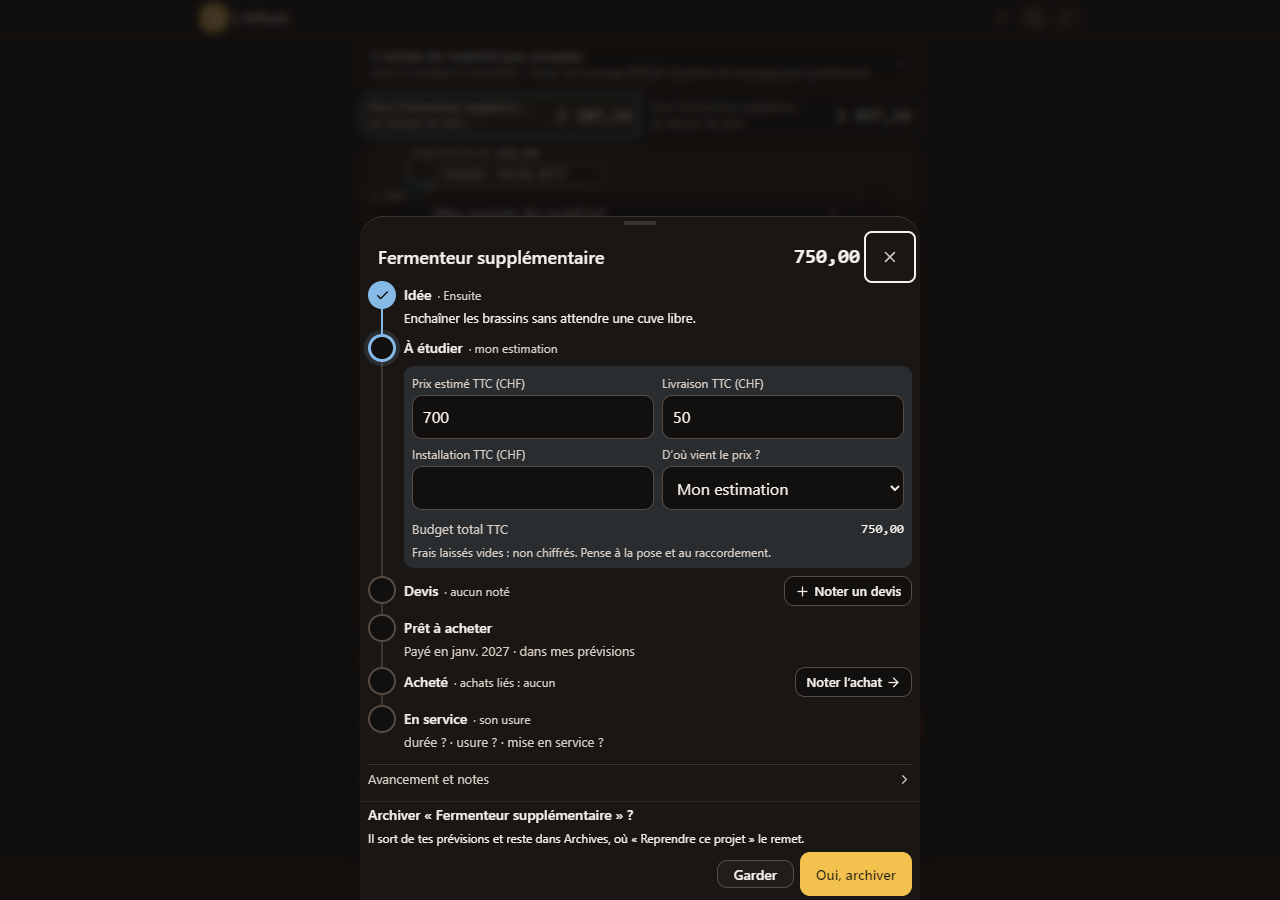 Fermenteur supplémentaire 750,00
Idée · Ensuite
Enchaîner les brassins sans attendre une cuve libre.
À étudier · mon estimation
Prix estimé TTC (CHF) Livraison TTC (CHF)
700 50
Installation TTC (CHF) D'où vient le prix ?
Mon estimation
Budget total TTC 750,00
Frais laissés vides : non chiffrés. Pense à la pose et au raccordement.
Devis · aucun noté + Noter un devis
Prêt à acheter
Payé en janv. 2027 · dans mes prévisions
Acheté · achats liés : aucun Noter l'achat →
En service · son usure
durée ? · usure ? · mise en service ?
Avancement et notes
Archiver « Fermenteur supplémentaire » ?
Il sort de tes prévisions et reste dans Archives, où « Reprendre ce projet » le remet.
Garder Oui, archiver